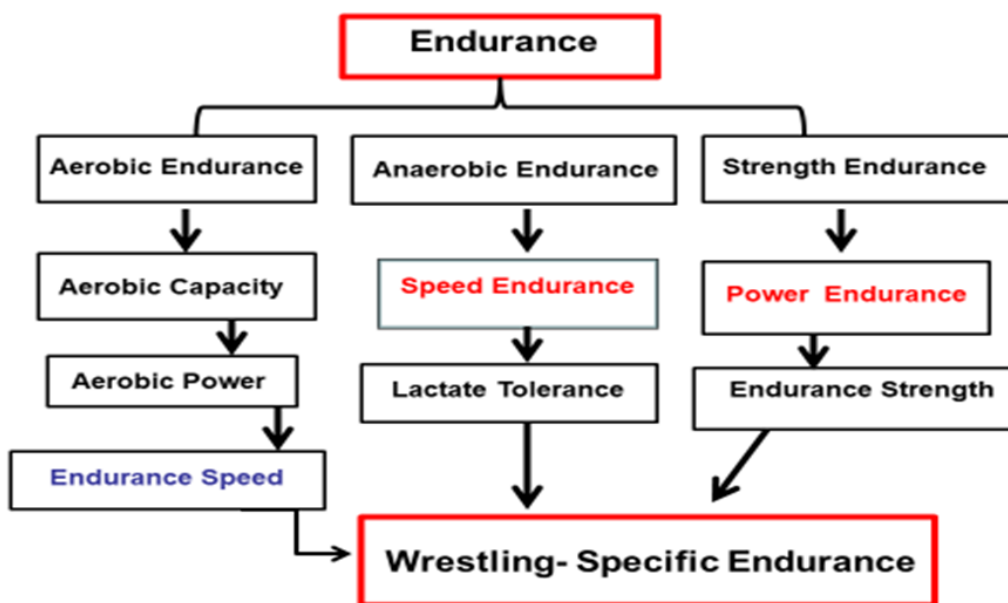 Endurance
Aerobic Endurance
Anaerobic Endurance
Strength Endurance
Aerobic Capacity
Speed Endurance
Power Endurance
Aerobic Power
Lactate Tolerance
Endurance Strength
Endurance Speed
Wrestling- Specific Endurance